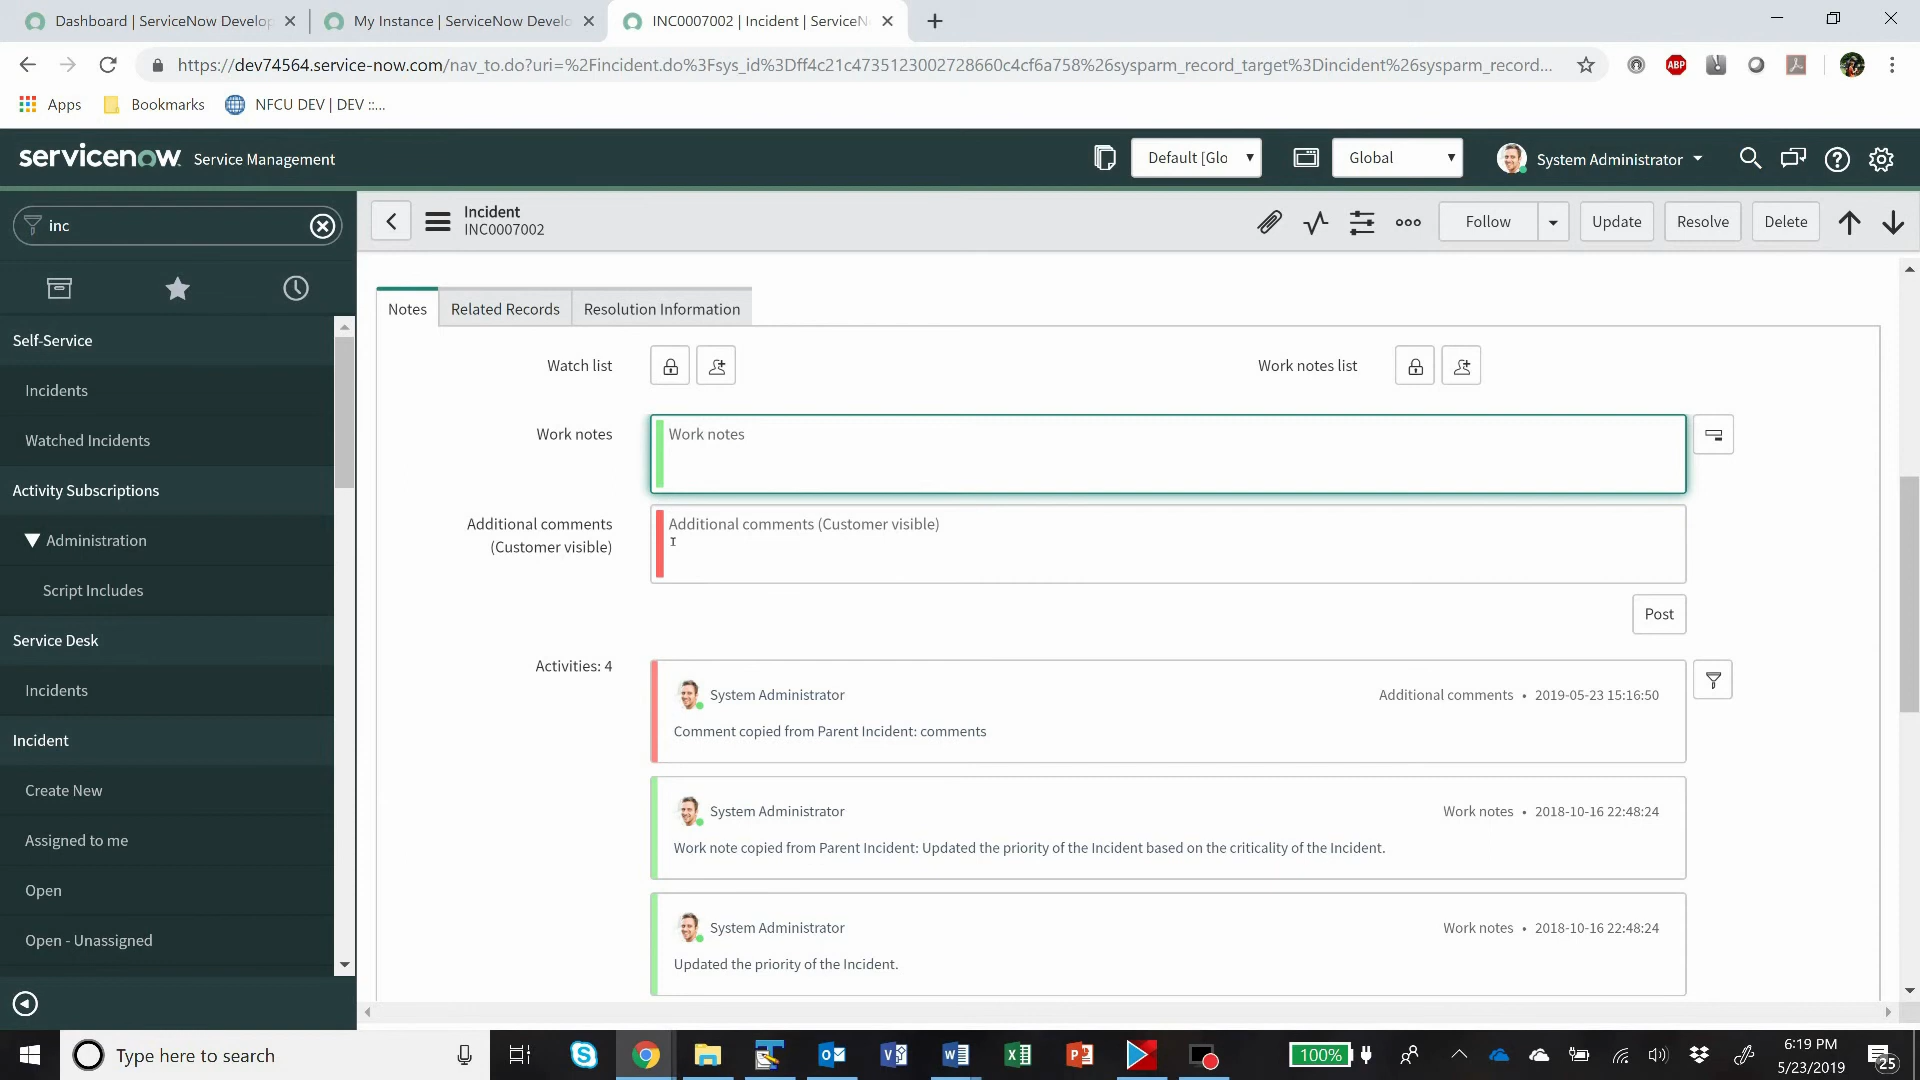 Dashboard | ServiceNow Develop
My Instance | ServiceNow Develo
INC0007002 | Incident | ServiceN
https://dev74564.service-now.com/nav_to.do?uri=%2Fincident.do%3Fsys_id%3Dff4c21c4735123002728660c4cf6a758%26sysparm_record_target%3Dincident%26sysparm_record...
ABP
Apps
Bookmarks
NFCU DEV | DEV ::...
servicenow
Service Management
Default [Glo
Global
System Administrator
inc
Incident
INC0007002
Follow
Update
Resolve
Delete
Self-Service
Incidents
Watched Incidents
Activity Subscriptions
Administration
Script Includes
Service Desk
Incidents
Incident
Create New
Assigned to me
Open
Open - Unassigned
Notes
Related Records
Resolution Information
Watch list
Work notes list
Work notes
Work notes
Additional comments
(Customer visible)
Additional comments (Customer visible)
Post
Activities: 4
System Administrator
Additional comments • 2019-05-23 15:16:50
Comment copied from Parent Incident: comments
System Administrator
Work notes • 2018-10-16 22:48:24
Work note copied from Parent Incident: Updated the priority of the Incident based on the criticality of the Incident.
System Administrator
Work notes • 2018-10-16 22:48:24
Updated the priority of the Incident.
Type here to search
100%
6:19 PM
5/23/2019
25